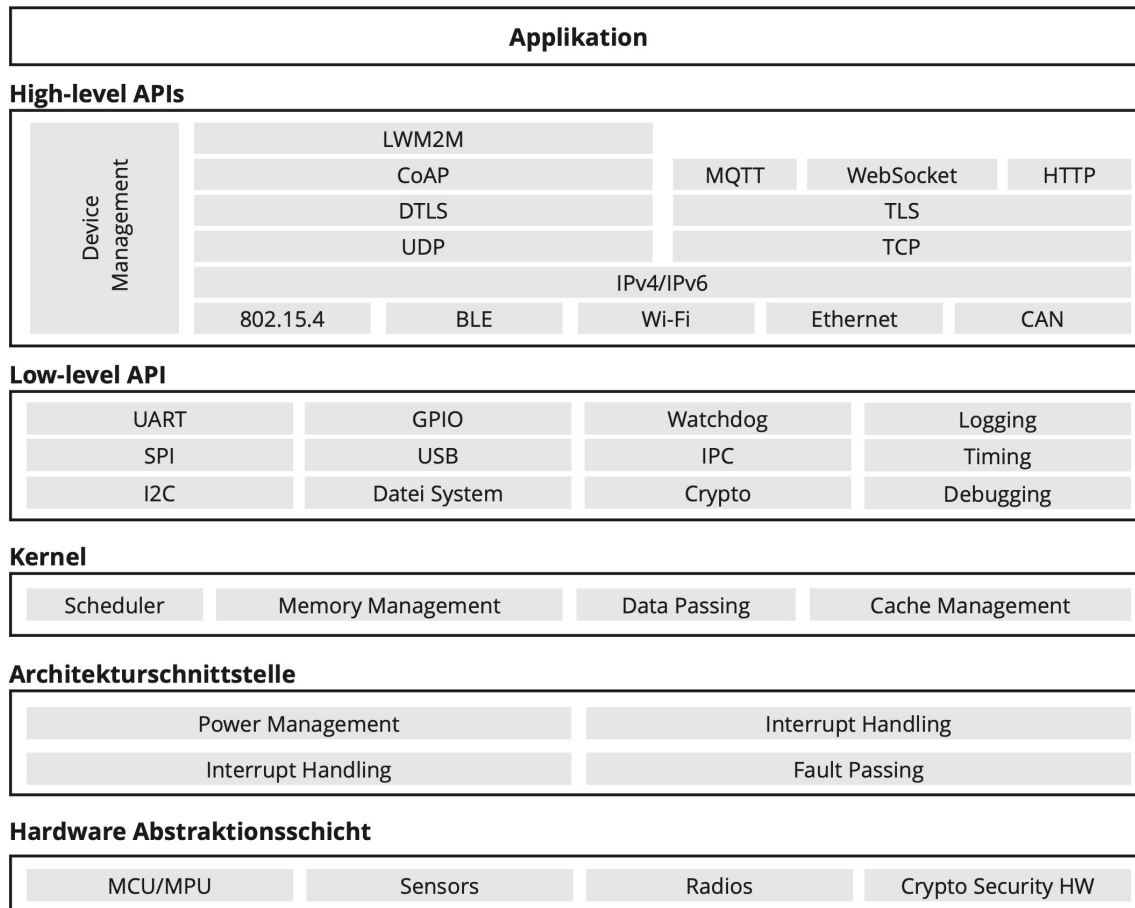 Applikation
High-level APIs
Device
Management
LWM2M
CoAP
MQTT
WebSocket
HTTP
DTLS
TLS
UDP
TCP
IPv4/IPv6
802.15.4
BLE
Wi-Fi
Ethernet
CAN
Low-level API
UART
GPIO
Watchdog
Logging
SPI
USB
IPC
Timing
I2C
Datei System
Crypto
Debugging
Kernel
Scheduler
Memory Management
Data Passing
Cache Management
Architekturschnittstelle
Power Management
Interrupt Handling
Interrupt Handling
Fault Passing
Hardware Abstraktionsschicht
MCU/MPU
Sensors
Radios
Crypto Security HW